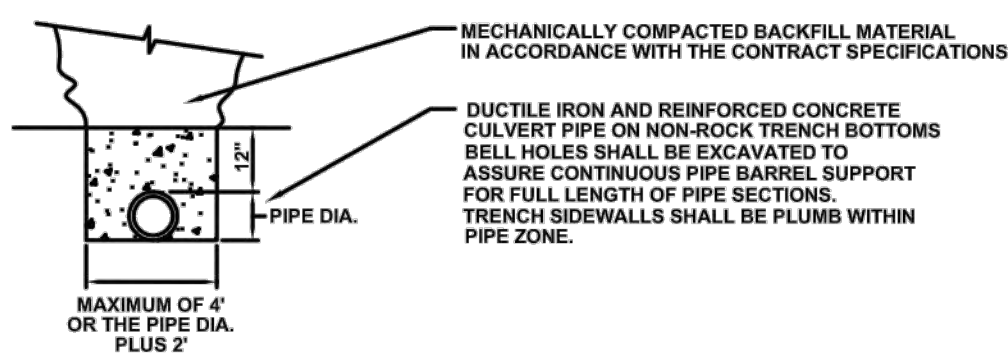 MECHANICALLY COMPACTED BACKFILL MATERIAL
IN ACCORDANCE WITH THE CONTRACT SPECIFICATIONS
DUCTILE IRON AND REINFORCED CONCRETE
CULVERT PIPE ON NON-ROCK TRENCH BOTTOMS
BELL HOLES SHALL BE EXCAVATED TO
ASSURE CONTINUOUS PIPE BARREL SUPPORT
FOR FULL LENGTH OF PIPE SECTIONS.
TRENCH SIDEWALLS SHALL BE PLUMB WITHIN
PIPE ZONE.
12"
PIPE DIA.
MAXIMUM OF 4'
OR THE PIPE DIA.
PLUS 2'